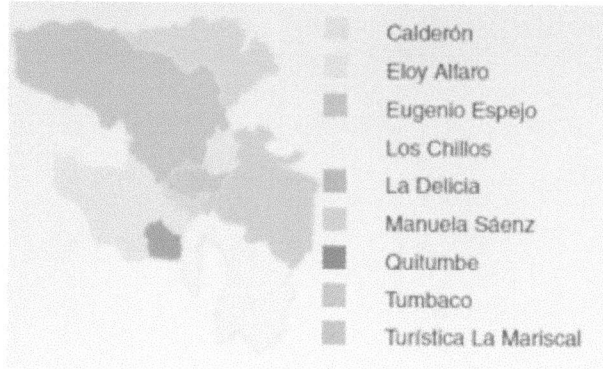 Calderón
Eloy Alfaro
Eugenio Espejo
Los Chillos
La Delicia
Manuela Sáenz
Quitumbe
Tumbaco
Turística La Mariscal